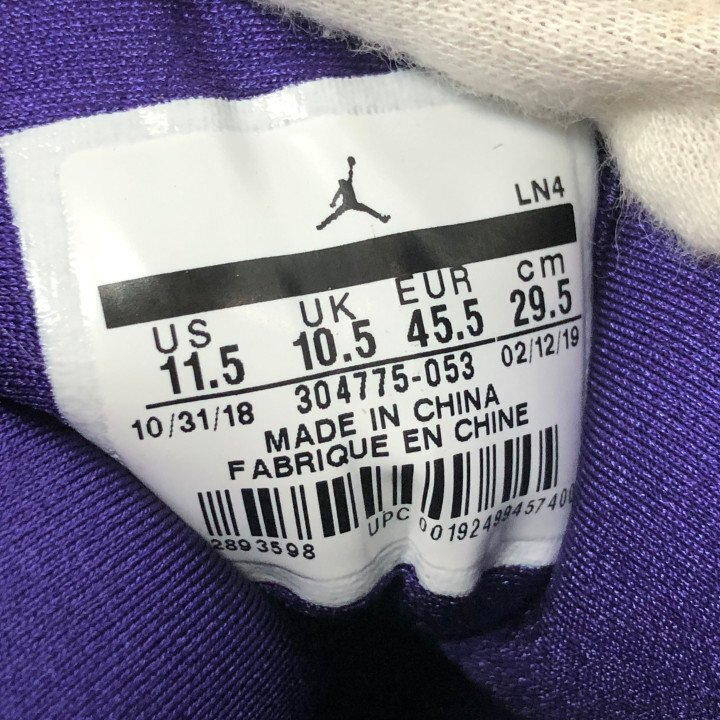 LN4
US UK EUR cm
11.5 10.5 45.5 29.5
10/31/18 304775-053 02/12/19
MADE IN CHINA
FABRIQUE EN CHINE
2893598 UPC 00192499457400